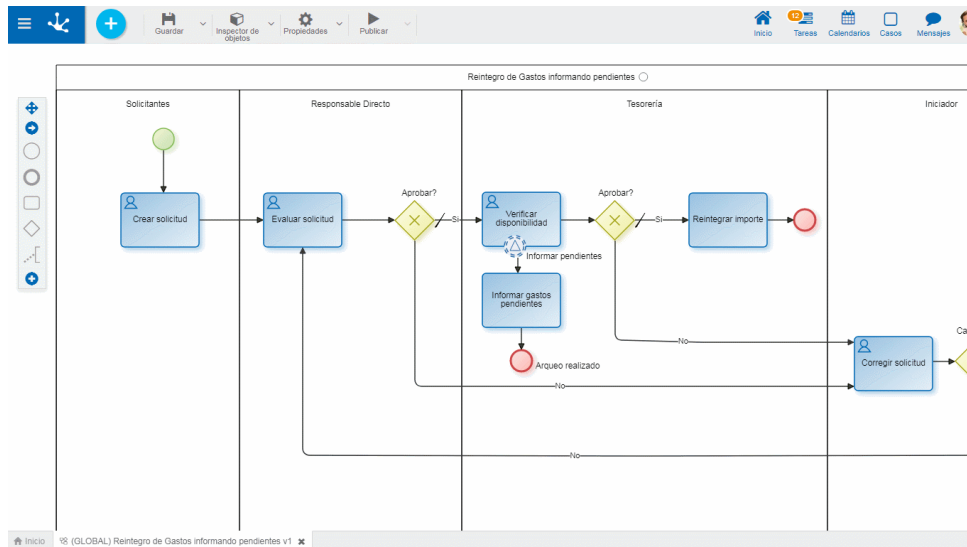 Guardar
Inspector de
objetos
Propiedades
Publicar
Inicio
12
Tareas
Calendarios
Casos
Mensajes
Reintegro de Gastos informando pendientes
Solicitantes
Responsable Directo
Tesorería
Iniciador
Crear solicitud
Evaluar solicitud
Aprobar?
Si
Verificar
disponibilidad
Aprobar?
Si
Reintegrar importe
Informar pendientes
Informar gastos
pendientes
Arqueo realizado
No
No
Corregir solicitud
Ca
No
Inicio
(GLOBAL) Reintegro de Gastos informando pendientes v1